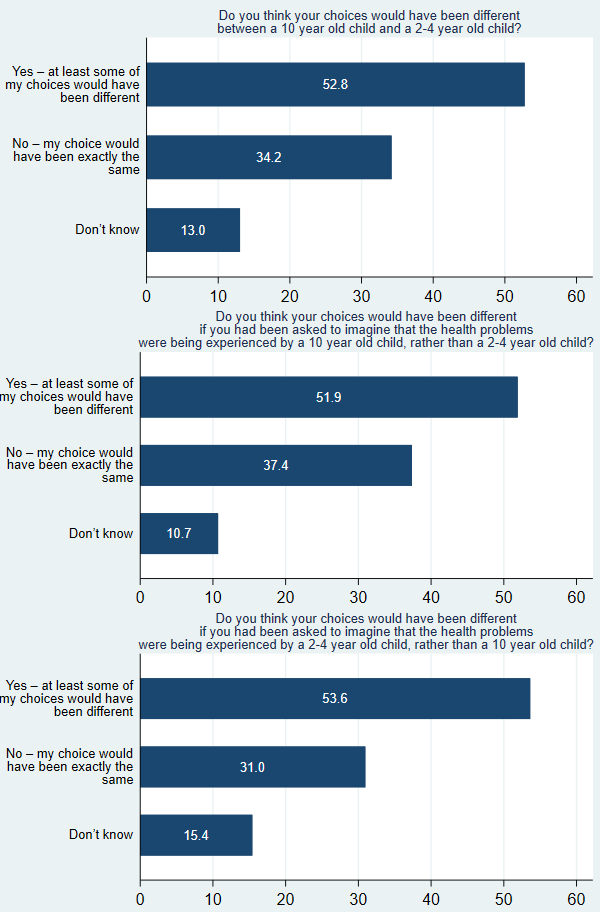 Do you think your choices would have been different
between a 10 year old child and a 2-4 year old child?
Yes – at least some of
my choices would have
been different
52.8
No – my choice would
have been exactly the
same
34.2
Don't know
13.0
0 10 20 30 40 50 60
Do you think your choices would have been different
if you had been asked to imagine that the health problems
were being experienced by a 10 year old child, rather than a 2-4 year old child?
Yes – at least some of
my choices would have
been different
51.9
No – my choice would
have been exactly the
same
37.4
Don't know
10.7
0 10 20 30 40 50 60
Do you think your choices would have been different
if you had been asked to imagine that the health problems
were being experienced by a 2-4 year old child, rather than a 10 year old child?
Yes – at least some of
my choices would have
been different
53.6
No – my choice would
have been exactly the
same
31.0
Don't know
15.4
0 10 20 30 40 50 60